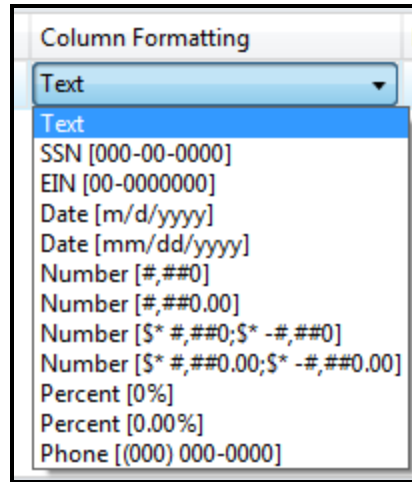 Column Formatting
Text
Text
SSN [000-00-0000]
EIN [00-0000000]
Date [m/d/yyyy]
Date [mm/dd/yyyy]
Number [#,##0]
Number [#,##0.00]
Number [$* #,##0;$* -#,##0]
Number [$* #,##0.00;$* -#,##0.00]
Percent [0%]
Percent [0.00%]
Phone [(000) 000-0000]